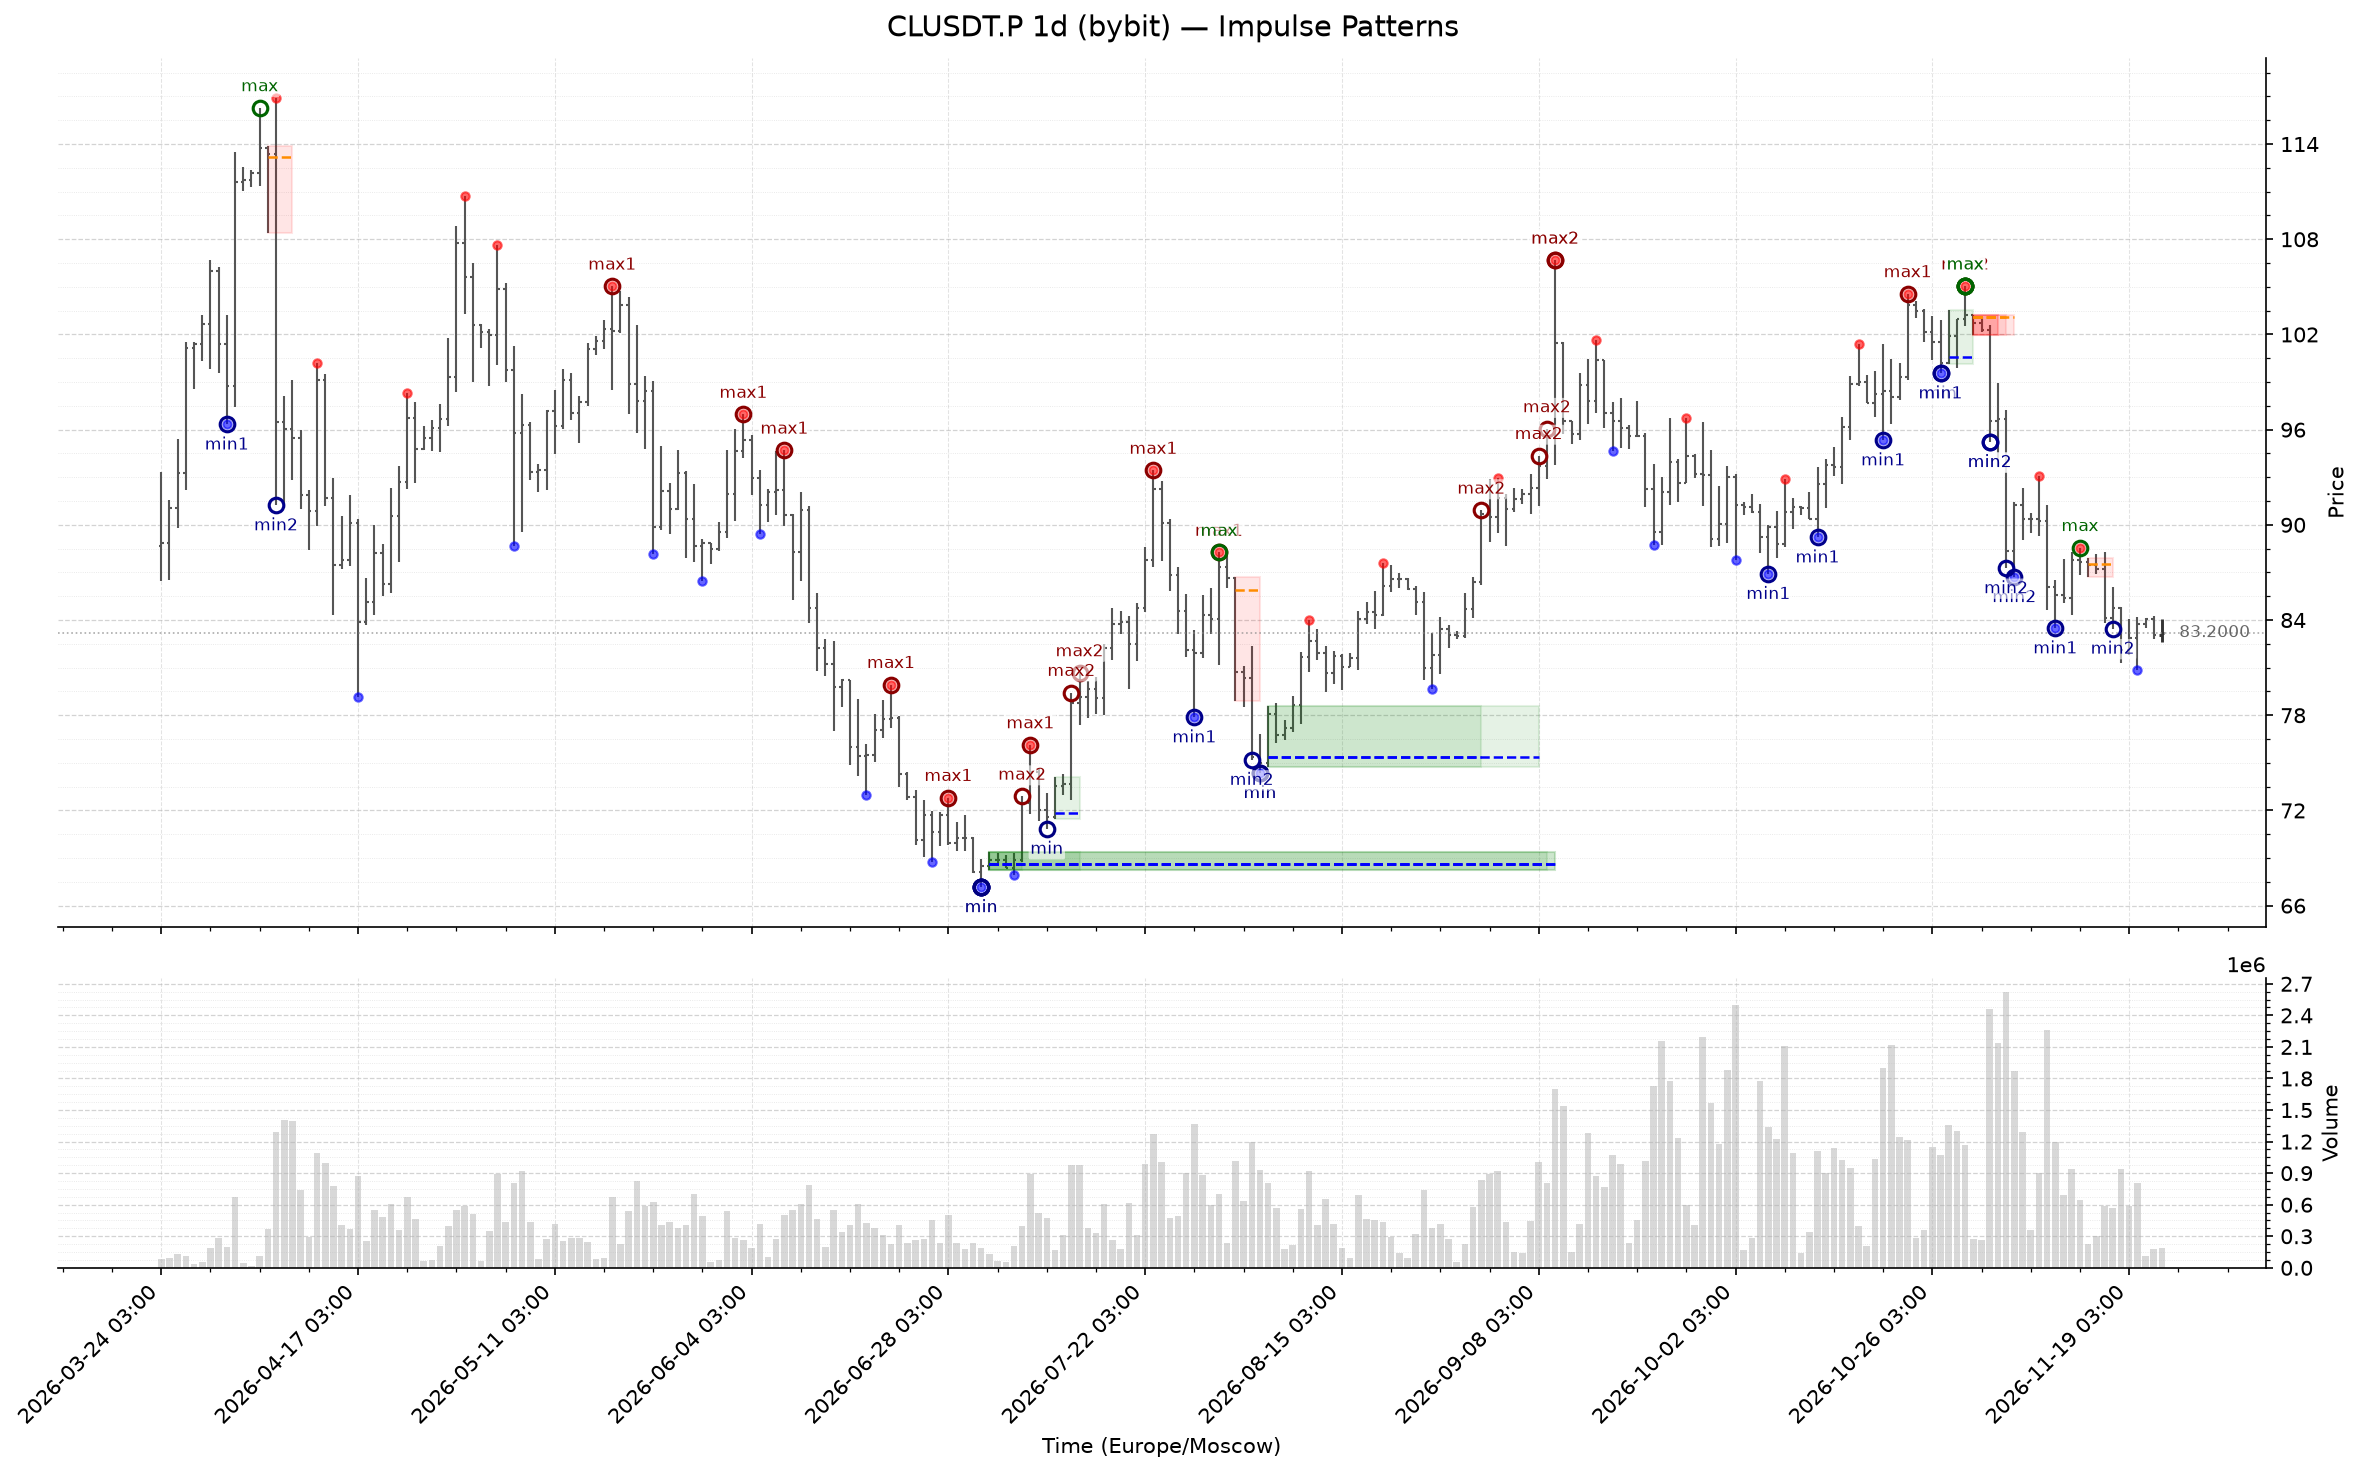 CLUSDT.P 1d (bybit) — Impulse Patterns
max
min1
min2
max1
max1
max1
max1
max1
min
max2
max1
min
max2
max2
max1
min1
max
min2
min
max2
max2
max2
max2
min1
min1
min1
max1
min1
max
min2
min2
min2
min1
max
min2
83.2000
114
108
102
96
90
84
78
72
66
Price
1e6
2.7
2.4
2.1
1.8
1.5
1.2
0.9
0.6
0.3
0.0
Volume
2026-03-24 03:00
2026-04-17 03:00
2026-05-11 03:00
2026-06-04 03:00
2026-06-28 03:00
2026-07-22 03:00
2026-08-15 03:00
2026-09-08 03:00
2026-10-02 03:00
2026-10-26 03:00
2026-11-19 03:00
Time (Europe/Moscow)